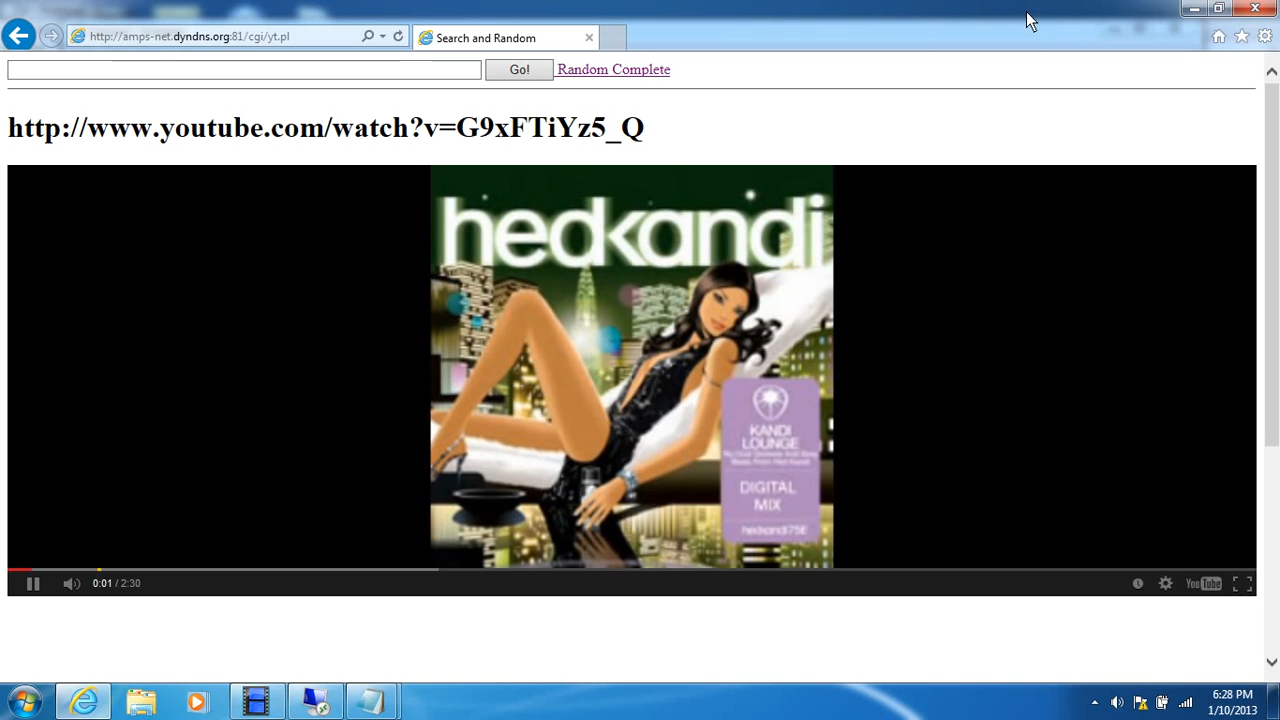 http://amps-net.dyndns.org:81/cgi/yt.pl
Search and Random
Go!
Random Complete
http://www.youtube.com/watch?v=G9xFTiYz5_Q
hedkandi
KANDI
LOUNGE
DIGITAL
MIX
hedkandi75E
0:01 / 2:30
YouTube
6:28 PM
1/10/2013